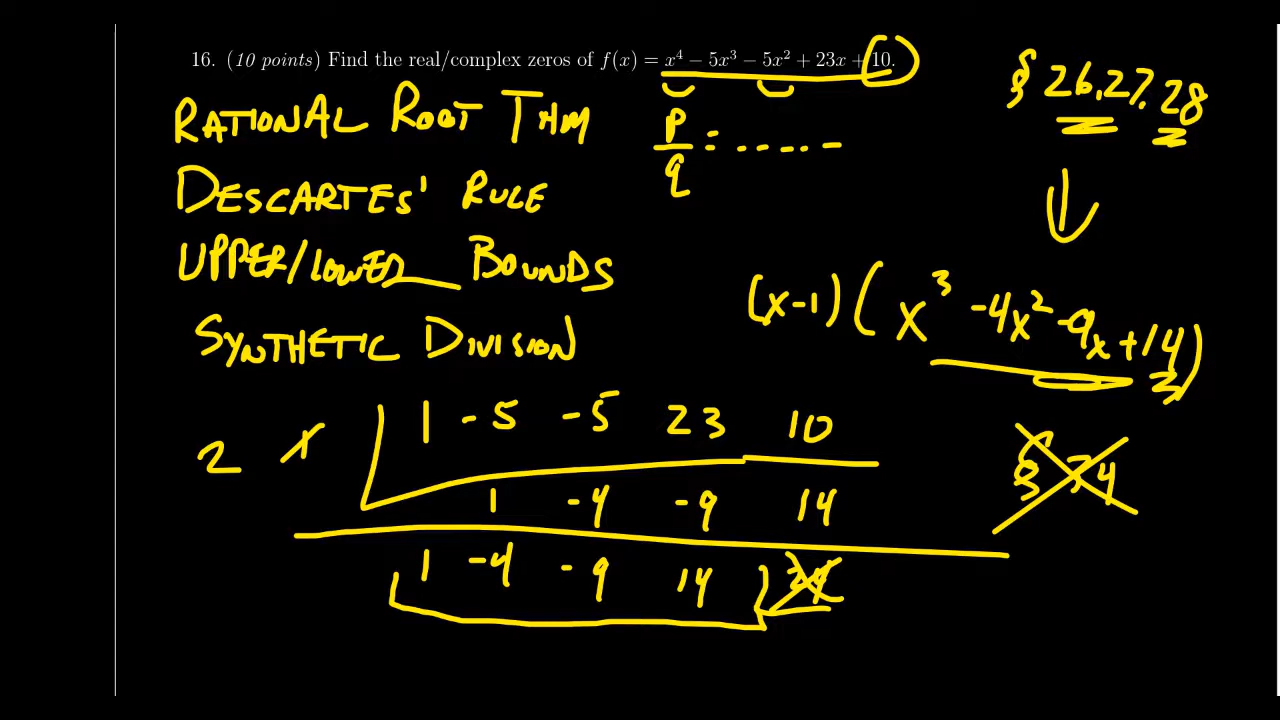 16. (10 points) Find the real/complex zeros of f(x) = x⁴ − 5x³ − 5x² + 23x + 10.
§ 26, 27, 28
RATIONAL ROOT THM
p/q =
DESCARTES' RULE
UPPER/LOWER BOUNDS
(x-1)(x³ -4x² -9x +14)
SYNTHETIC DIVISION
2 1 -5 -5 23 10
1 -4 -9 14
1 -4 -9 14 24